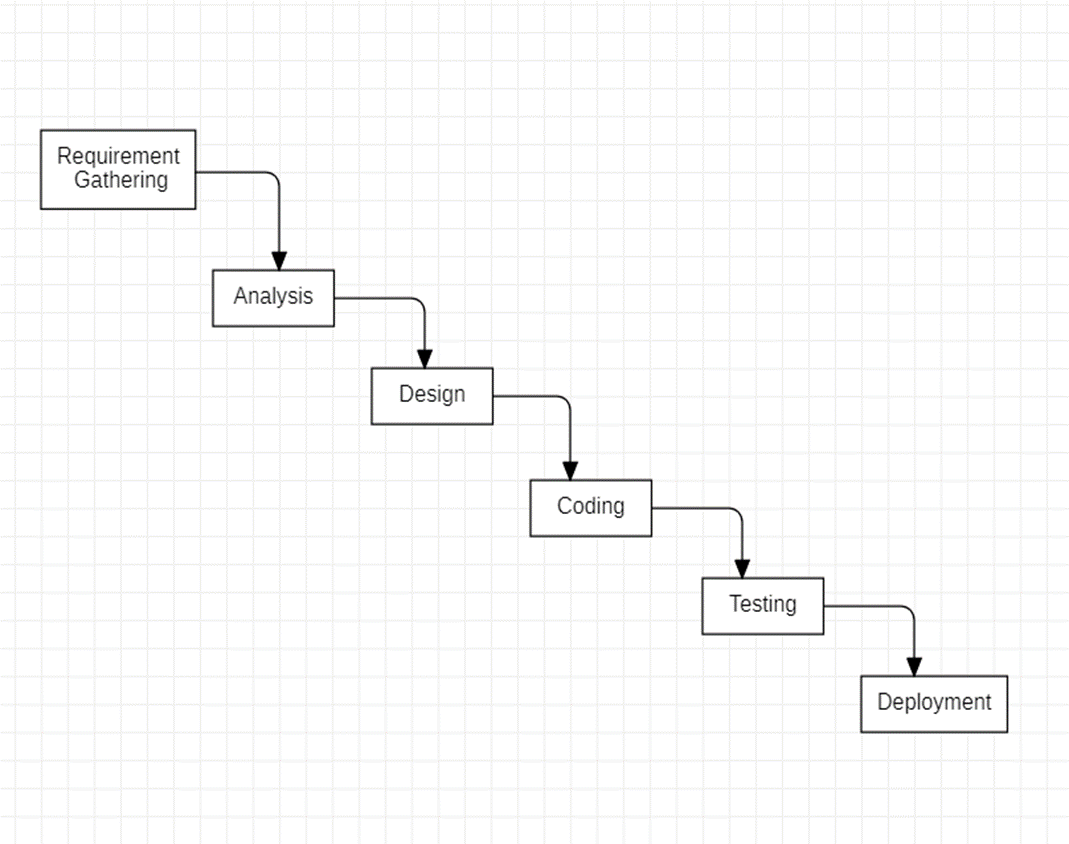 Requirement
Gathering
Analysis
Design
Coding
Testing
Deployment